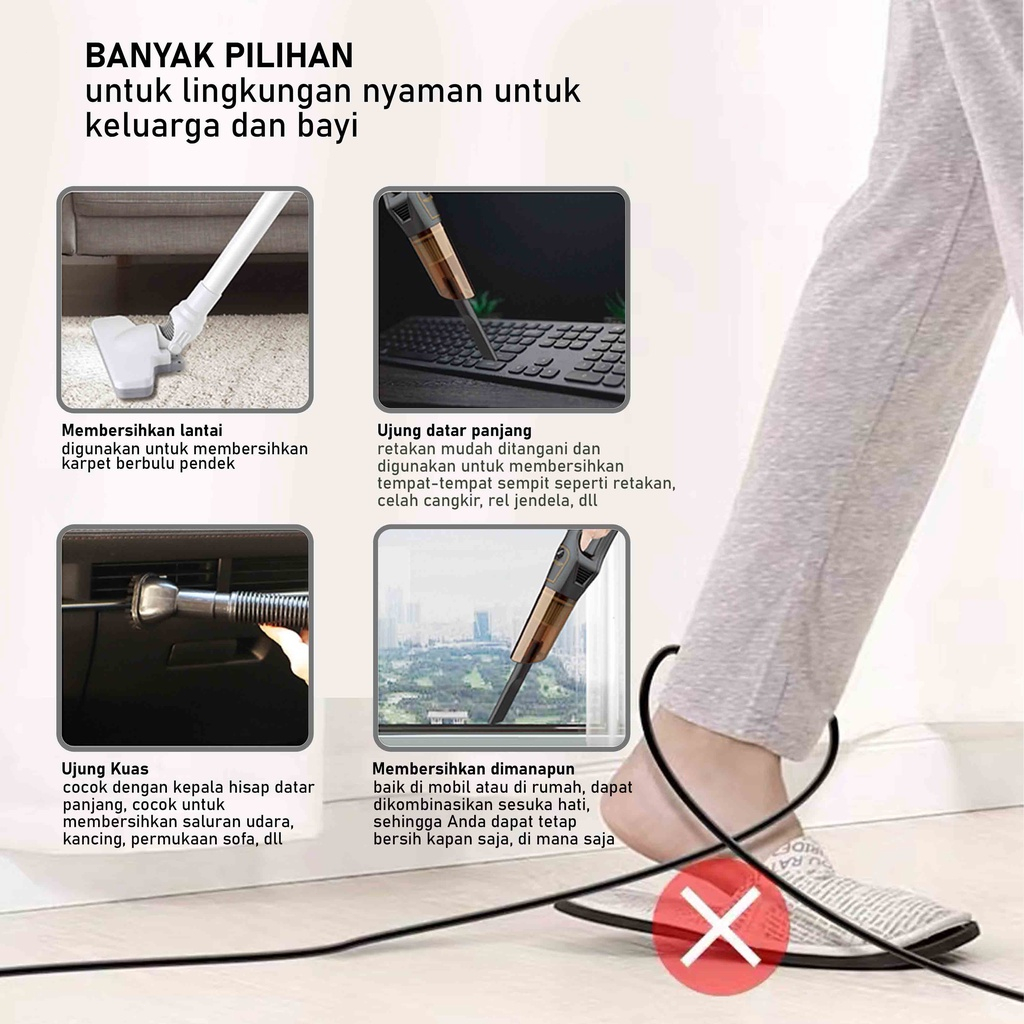 BANYAK PILIHAN
untuk lingkungan nyaman untuk
keluarga dan bayi
Membersihkan lantai
digunakan untuk membersihkan
karpet berbulu pendek
Ujung datar panjang
retakan mudah ditangani dan
digunakan untuk membersihkan
tempat-tempat sempit seperti retakan,
celah cangkir, rel jendela, dll
Ujung Kuas
cocok dengan kepala hisap datar
panjang, cocok untuk
membersihkan saluran udara,
kancing, permukaan sofa, dll
Membersihkan dimanapun
baik di mobil atau di rumah, dapat
dikombinasikan sesuka hati,
sehingga Anda dapat tetap
bersih kapan saja, di mana saja